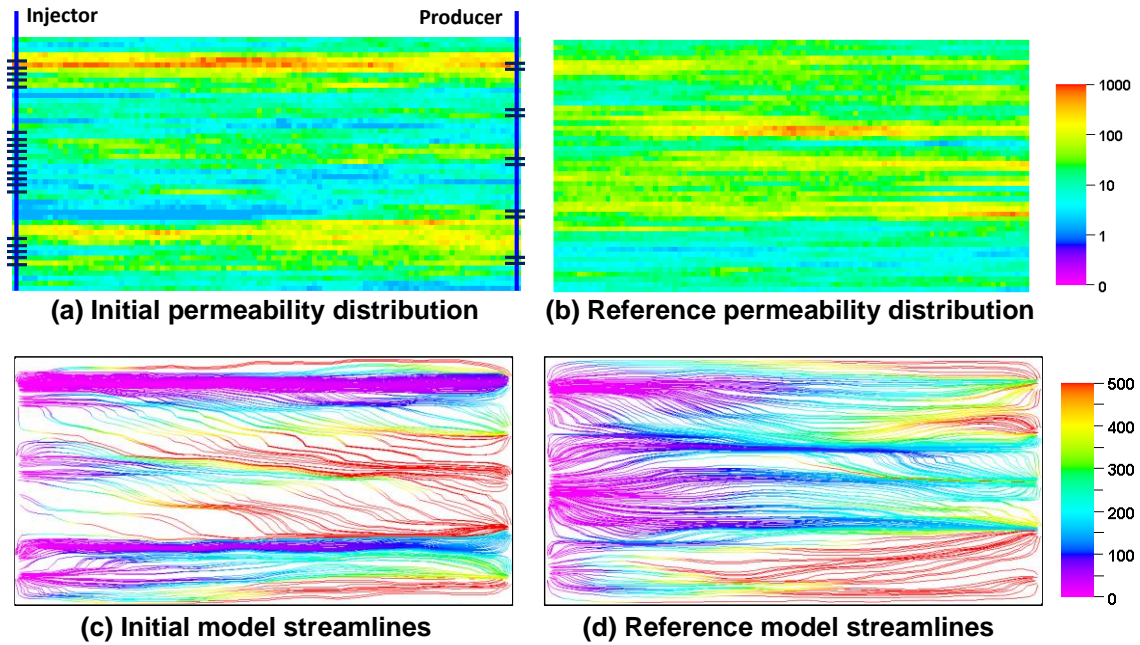 Injector
Producer
1000
100
10
1
0
(a) Initial permeability distribution
(b) Reference permeability distribution
500
400
300
200
100
0
(c) Initial model streamlines
(d) Reference model streamlines